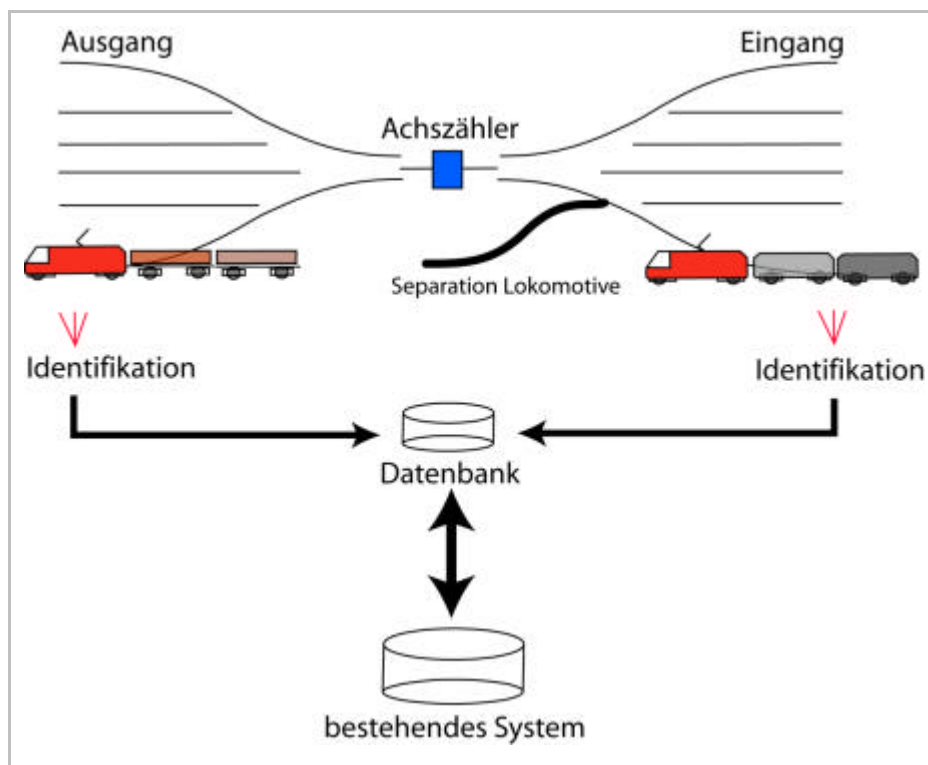 Ausgang
Eingang
Achszähler
Separation Lokomotive
Identifikation
Identifikation
Datenbank
bestehendes System